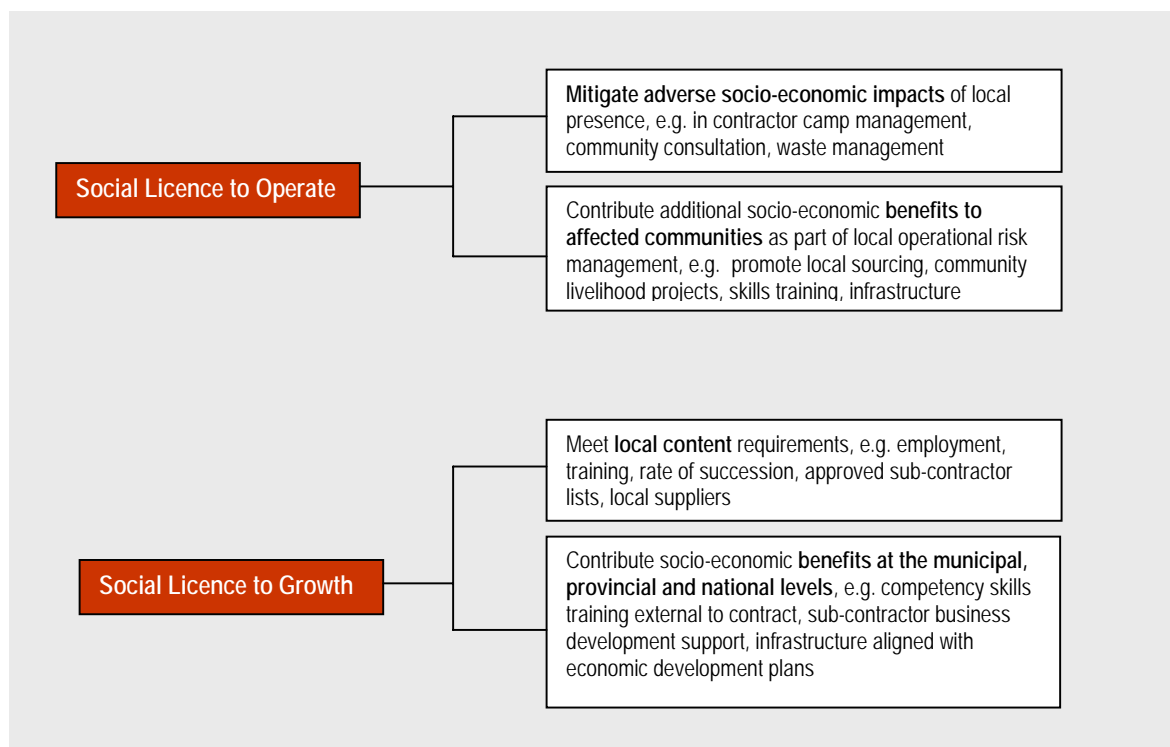 Mitigate adverse socio-economic impacts of local
presence, e.g. in contractor camp management,
community consultation, waste management
Social Licence to Operate
Contribute additional socio-economic benefits to
affected communities as part of local operational risk
management, e.g. promote local sourcing, community
livelihood projects, skills training, infrastructure
Meet local content requirements, e.g. employment,
training, rate of succession, approved sub-contractor
lists, local suppliers
Social Licence to Growth
Contribute socio-economic benefits at the municipal,
provincial and national levels, e.g. competency skills
training external to contract, sub-contractor business
development support, infrastructure aligned with
economic development plans